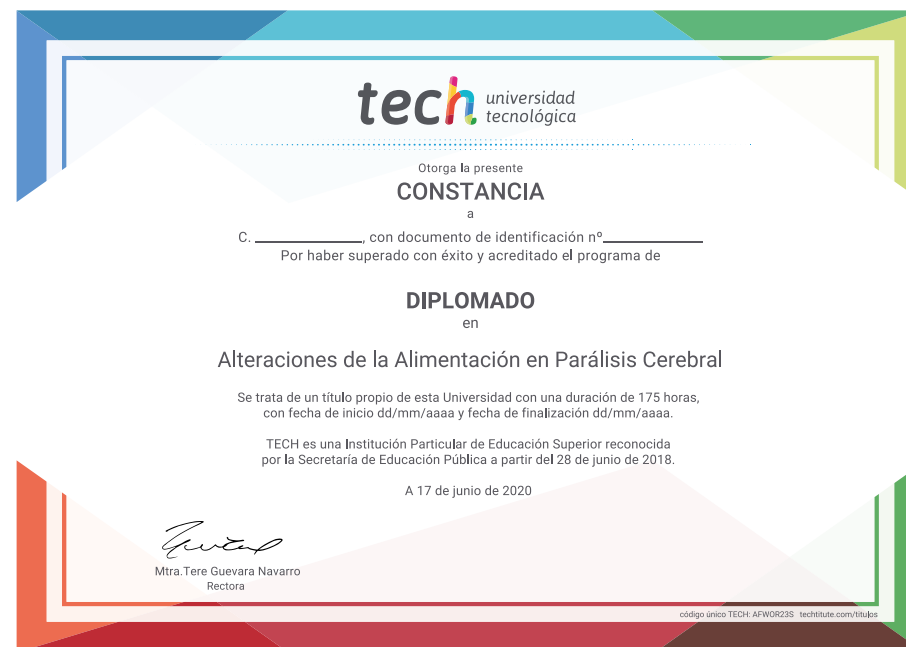 tech universidad
tecnológica
Otorga la presente
CONSTANCIA
a
C. ____________, con documento de identificación nº____________
Por haber superado con éxito y acreditado el programa de
DIPLOMADO
en
Alteraciones de la Alimentación en Parálisis Cerebral
Se trata de un título propio de esta Universidad con una duración de 175 horas,
con fecha de inicio dd/mm/aaaa y fecha de finalización dd/mm/aaaa.
TECH es una Institución Particular de Educación Superior reconocida
por la Secretaría de Educación Pública a partir del 28 de junio de 2018.
A 17 de junio de 2020
Mtra.Tere Guevara Navarro
Rectora
código único TECH: AFWOR23S techtitute.com/titulos